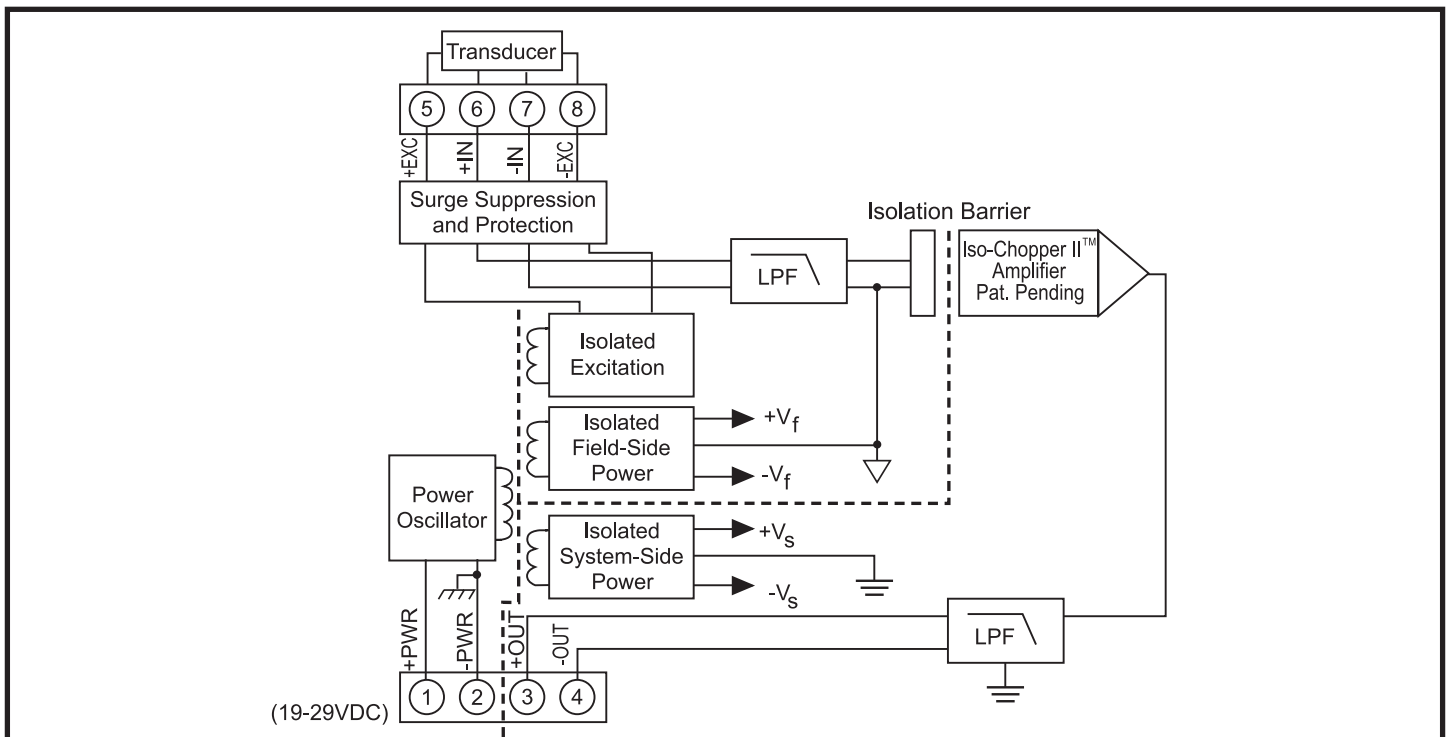 Transducer
5 6 7 8
+EXC
+IN
-IN
-EXC
Surge Suppression
and Protection
Isolation Barrier
LPF
Iso-Chopper II™
Amplifier
Pat. Pending
Isolated
Excitation
Isolated
Field-Side
Power
+Vf
-Vf
Power
Oscillator
Isolated
System-Side
Power
+Vs
-Vs
+PWR
-PWR
+OUT
-OUT
LPF
(19-29VDC)
1 2 3 4